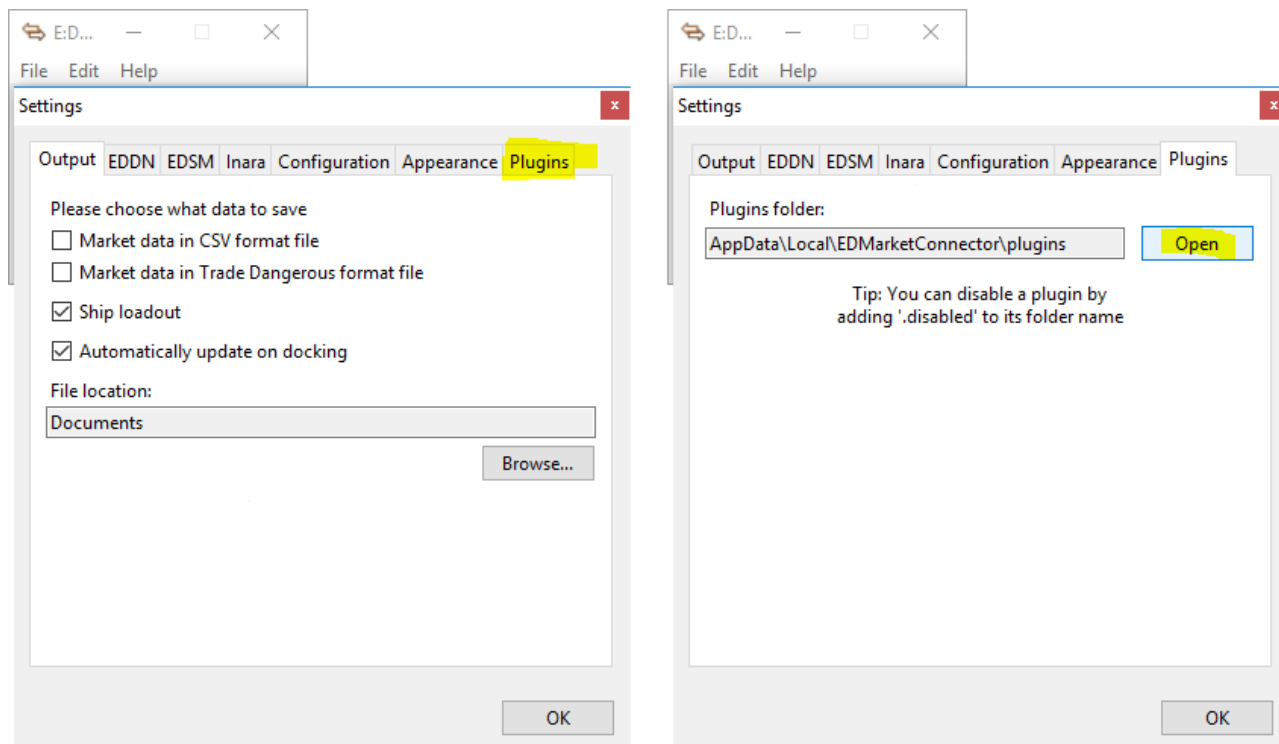 E:D...
File Edit Help
Settings
x
Output EDDN EDSM Inara Configuration Appearance Plugins
Please choose what data to save
Market data in CSV format file
Market data in Trade Dangerous format file
Ship loadout
Automatically update on docking
File location:
Documents
Browse...
OK
E:D...
File Edit Help
Settings
x
Output EDDN EDSM Inara Configuration Appearance Plugins
Plugins folder:
AppData\Local\EDMarketConnector\plugins
Open
Tip: You can disable a plugin by
adding '.disabled' to its folder name
OK